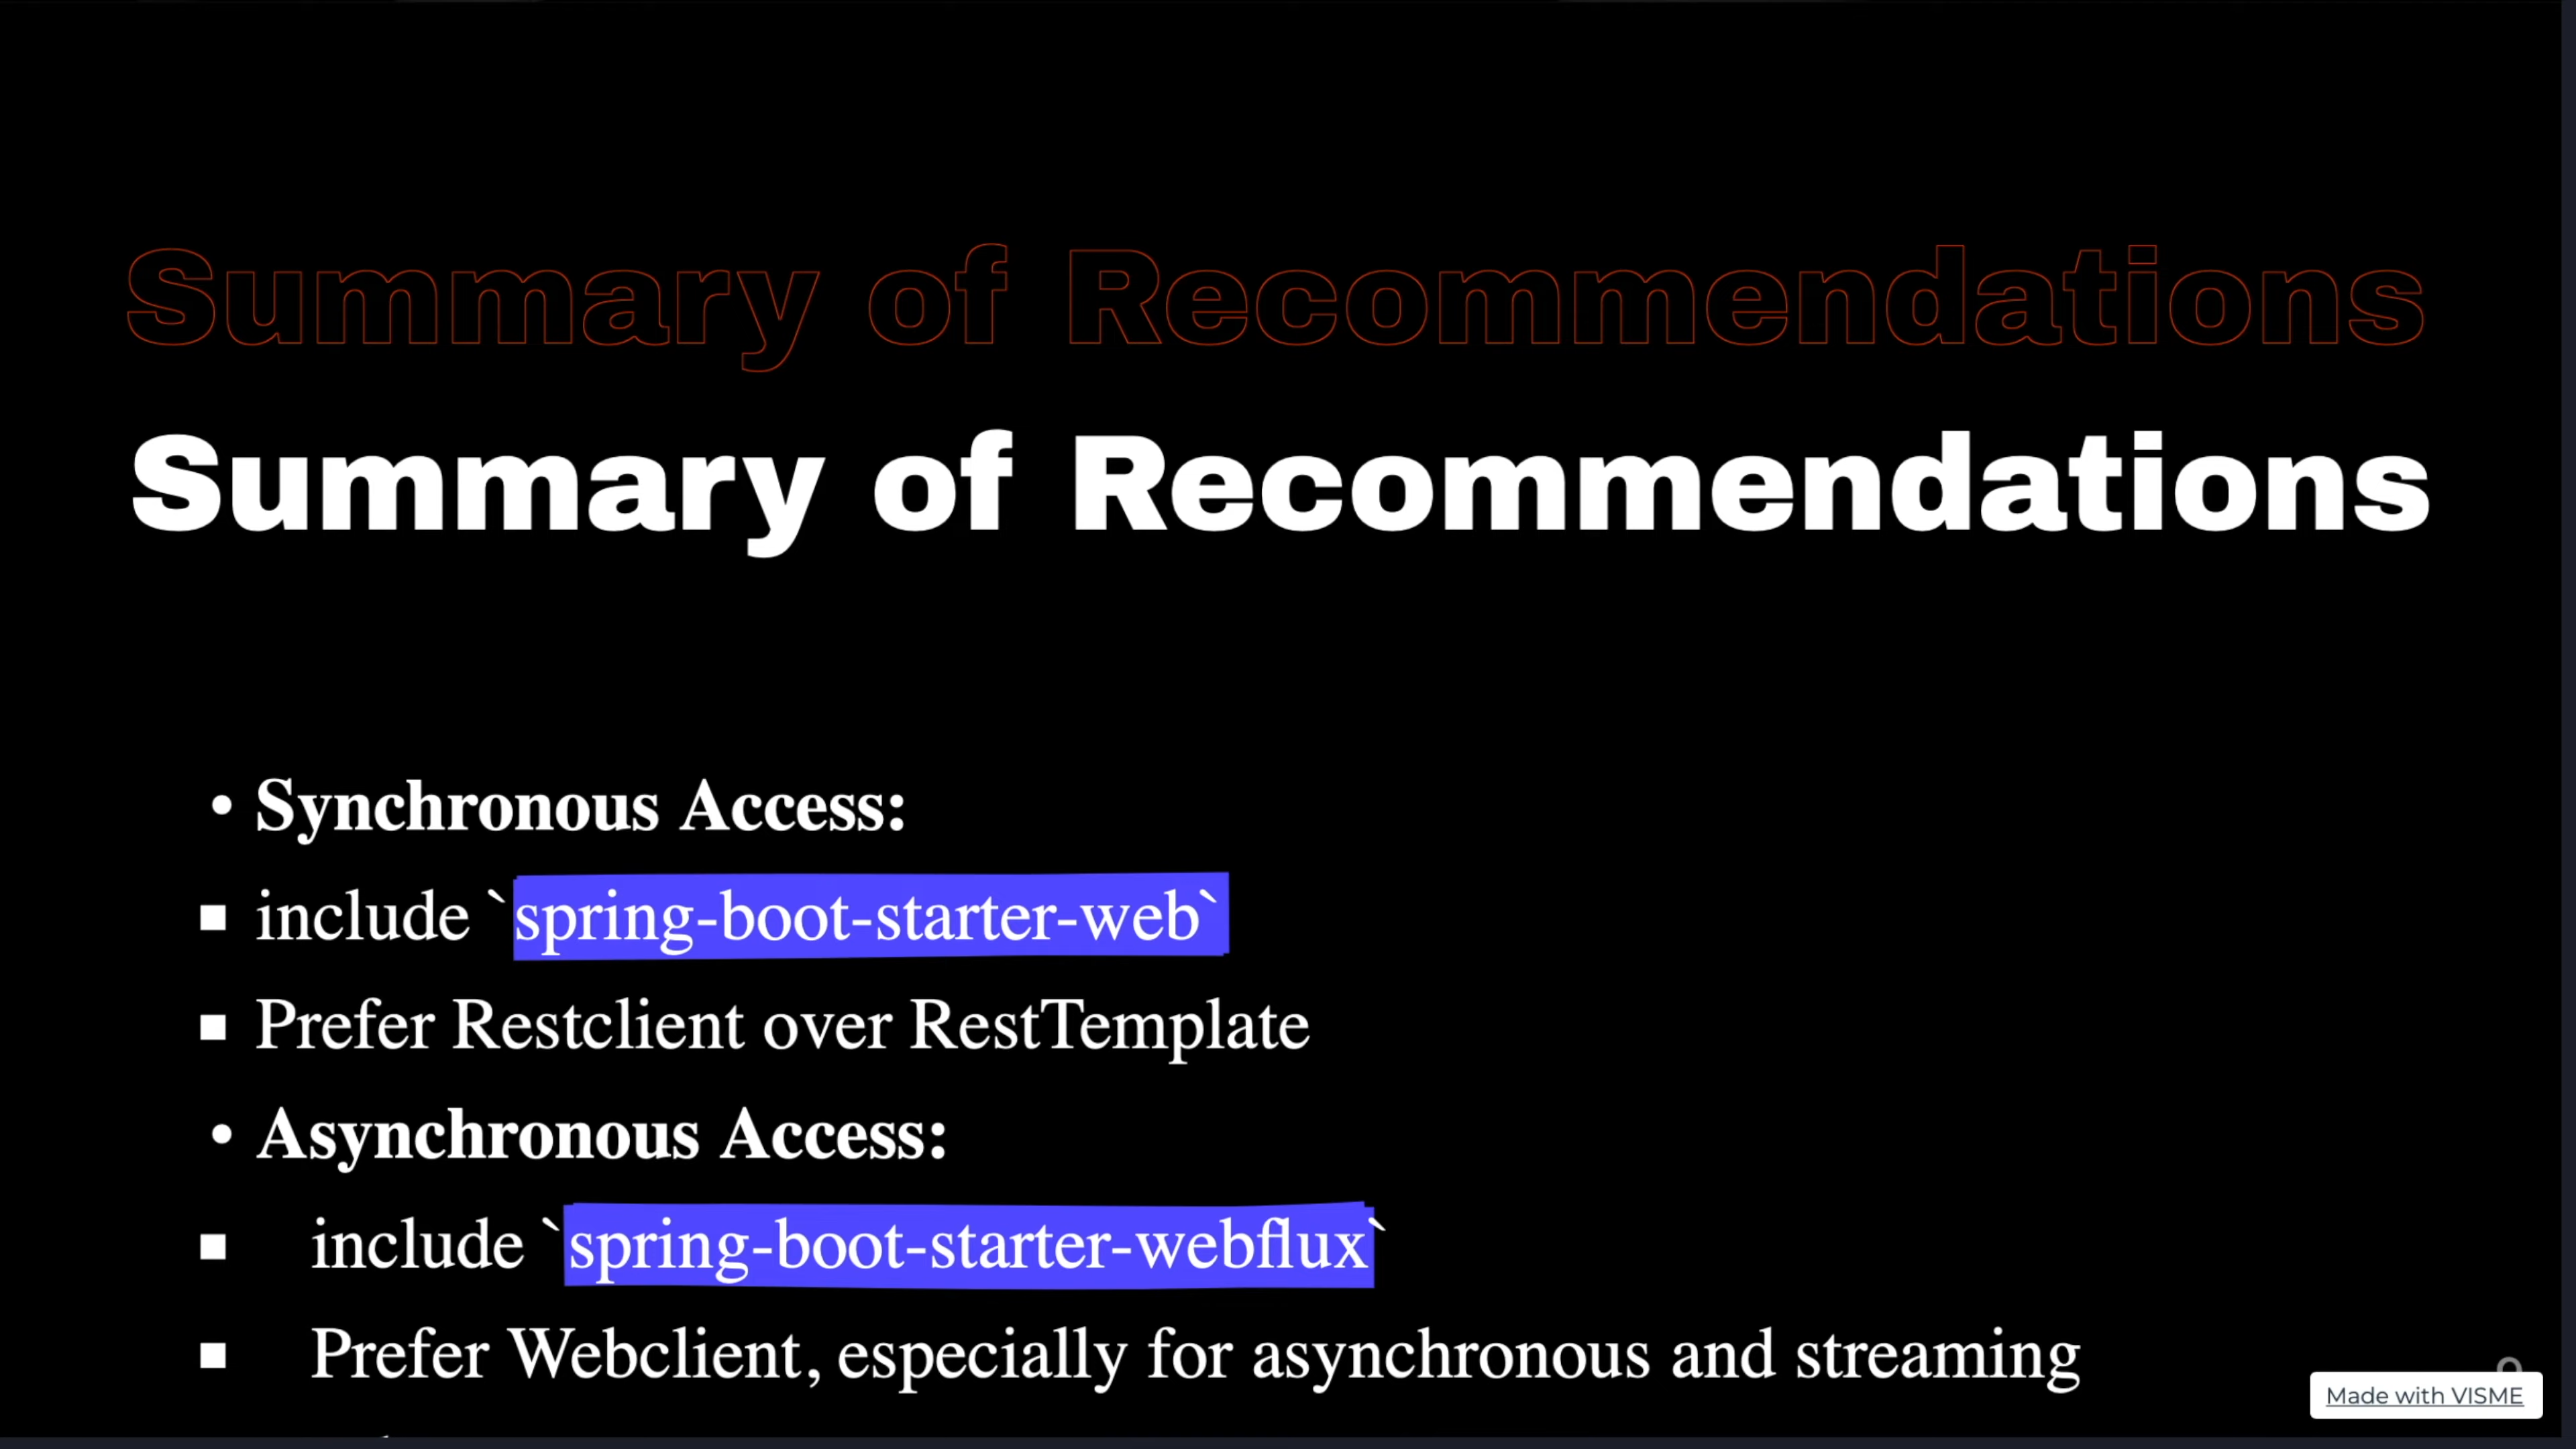 Summary of Recommendations
Summary of Recommendations
• Synchronous Access:
▪ include `spring-boot-starter-web`
▪ Prefer Restclient over RestTemplate
• Asynchronous Access:
▪ include `spring-boot-starter-webflux`
▪ Prefer Webclient, especially for asynchronous and streaming
Made with VISME